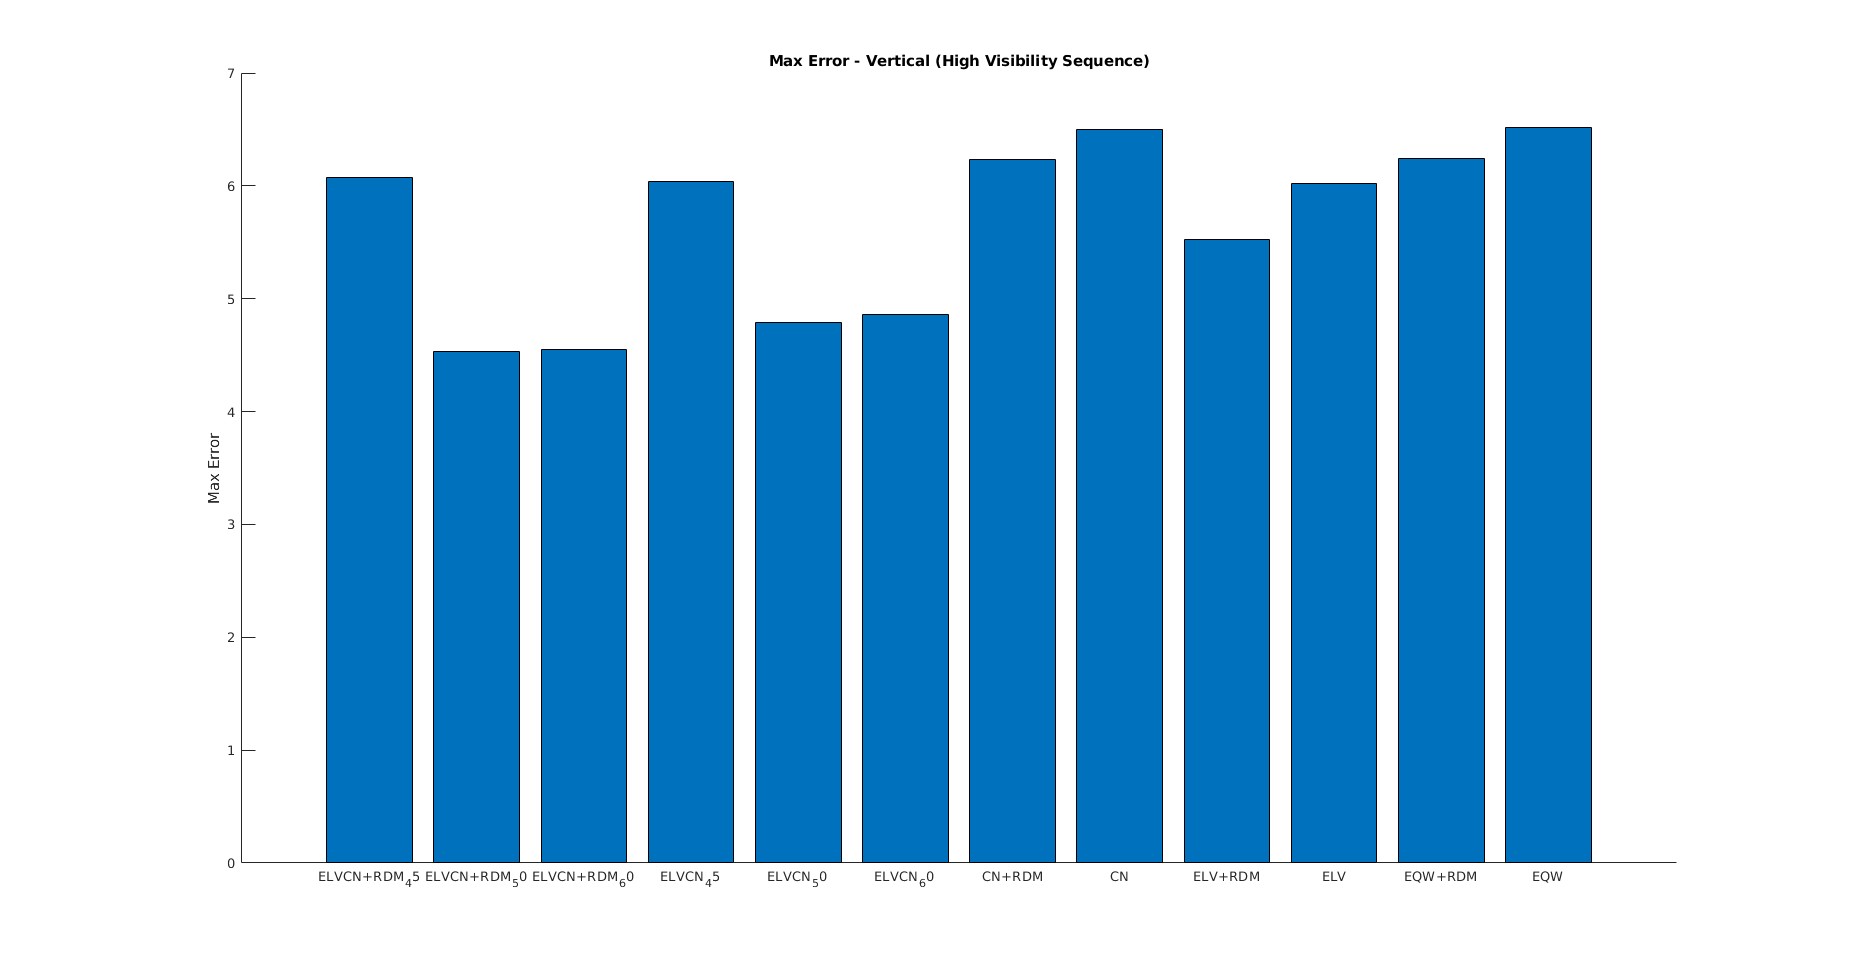 Max Error - Vertical (High Visibility Sequence)
7
6
5
4
3
2
1
0
Max Error
ELVCN+RDM₄5 ELVCN+RDM₅0 ELVCN+RDM₆0 ELVCN₄5 ELVCN₅0 ELVCN₆0 CN+RDM CN ELV+RDM ELV EQW+RDM EQW